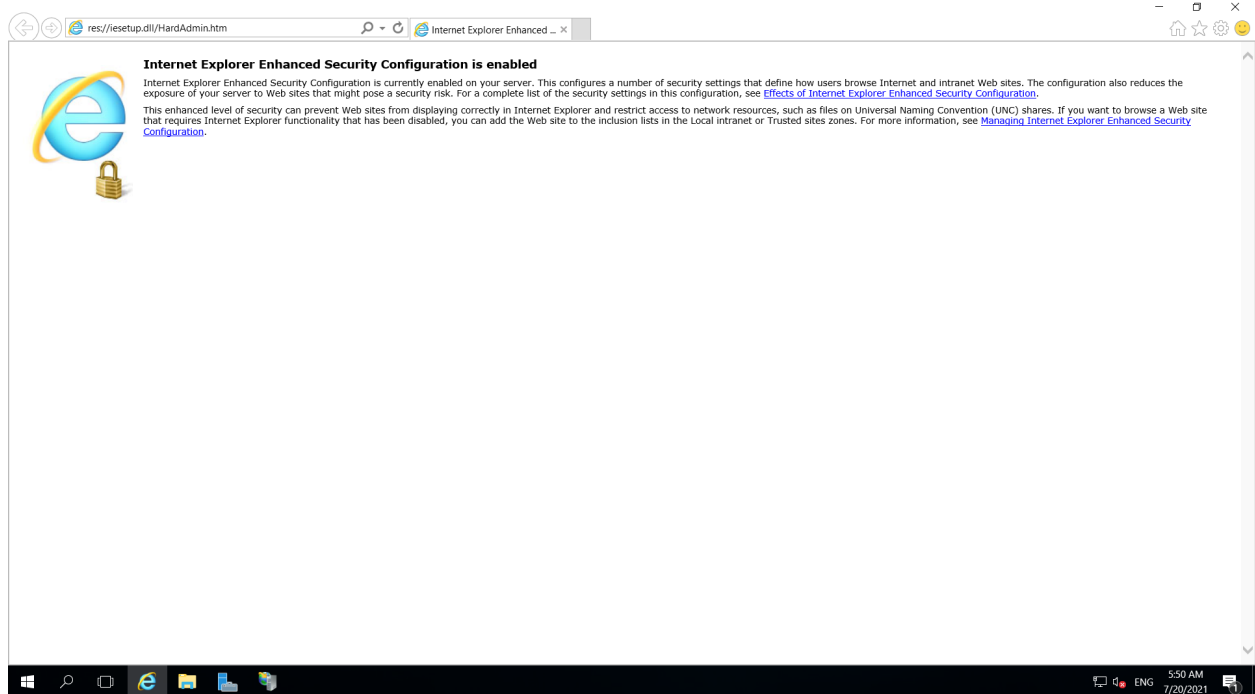 res://iesetup.dll/HardAdmin.htm
Internet Explorer Enhanced ...
Internet Explorer Enhanced Security Configuration is enabled
Internet Explorer Enhanced Security Configuration is currently enabled on your server. This configures a number of security settings that define how users browse Internet and intranet Web sites. The configuration also reduces the
exposure of your server to Web sites that might pose a security risk. For a complete list of the security settings in this configuration, see Effects of Internet Explorer Enhanced Security Configuration.
This enhanced level of security can prevent Web sites from displaying correctly in Internet Explorer and restrict access to network resources, such as files on Universal Naming Convention (UNC) shares. If you want to browse a Web site
that requires Internet Explorer functionality that has been disabled, you can add the Web site to the inclusion lists in the Local intranet or Trusted sites zones. For more information, see Managing Internet Explorer Enhanced Security
Configuration.
ENG
5:50 AM
7/20/2021
1